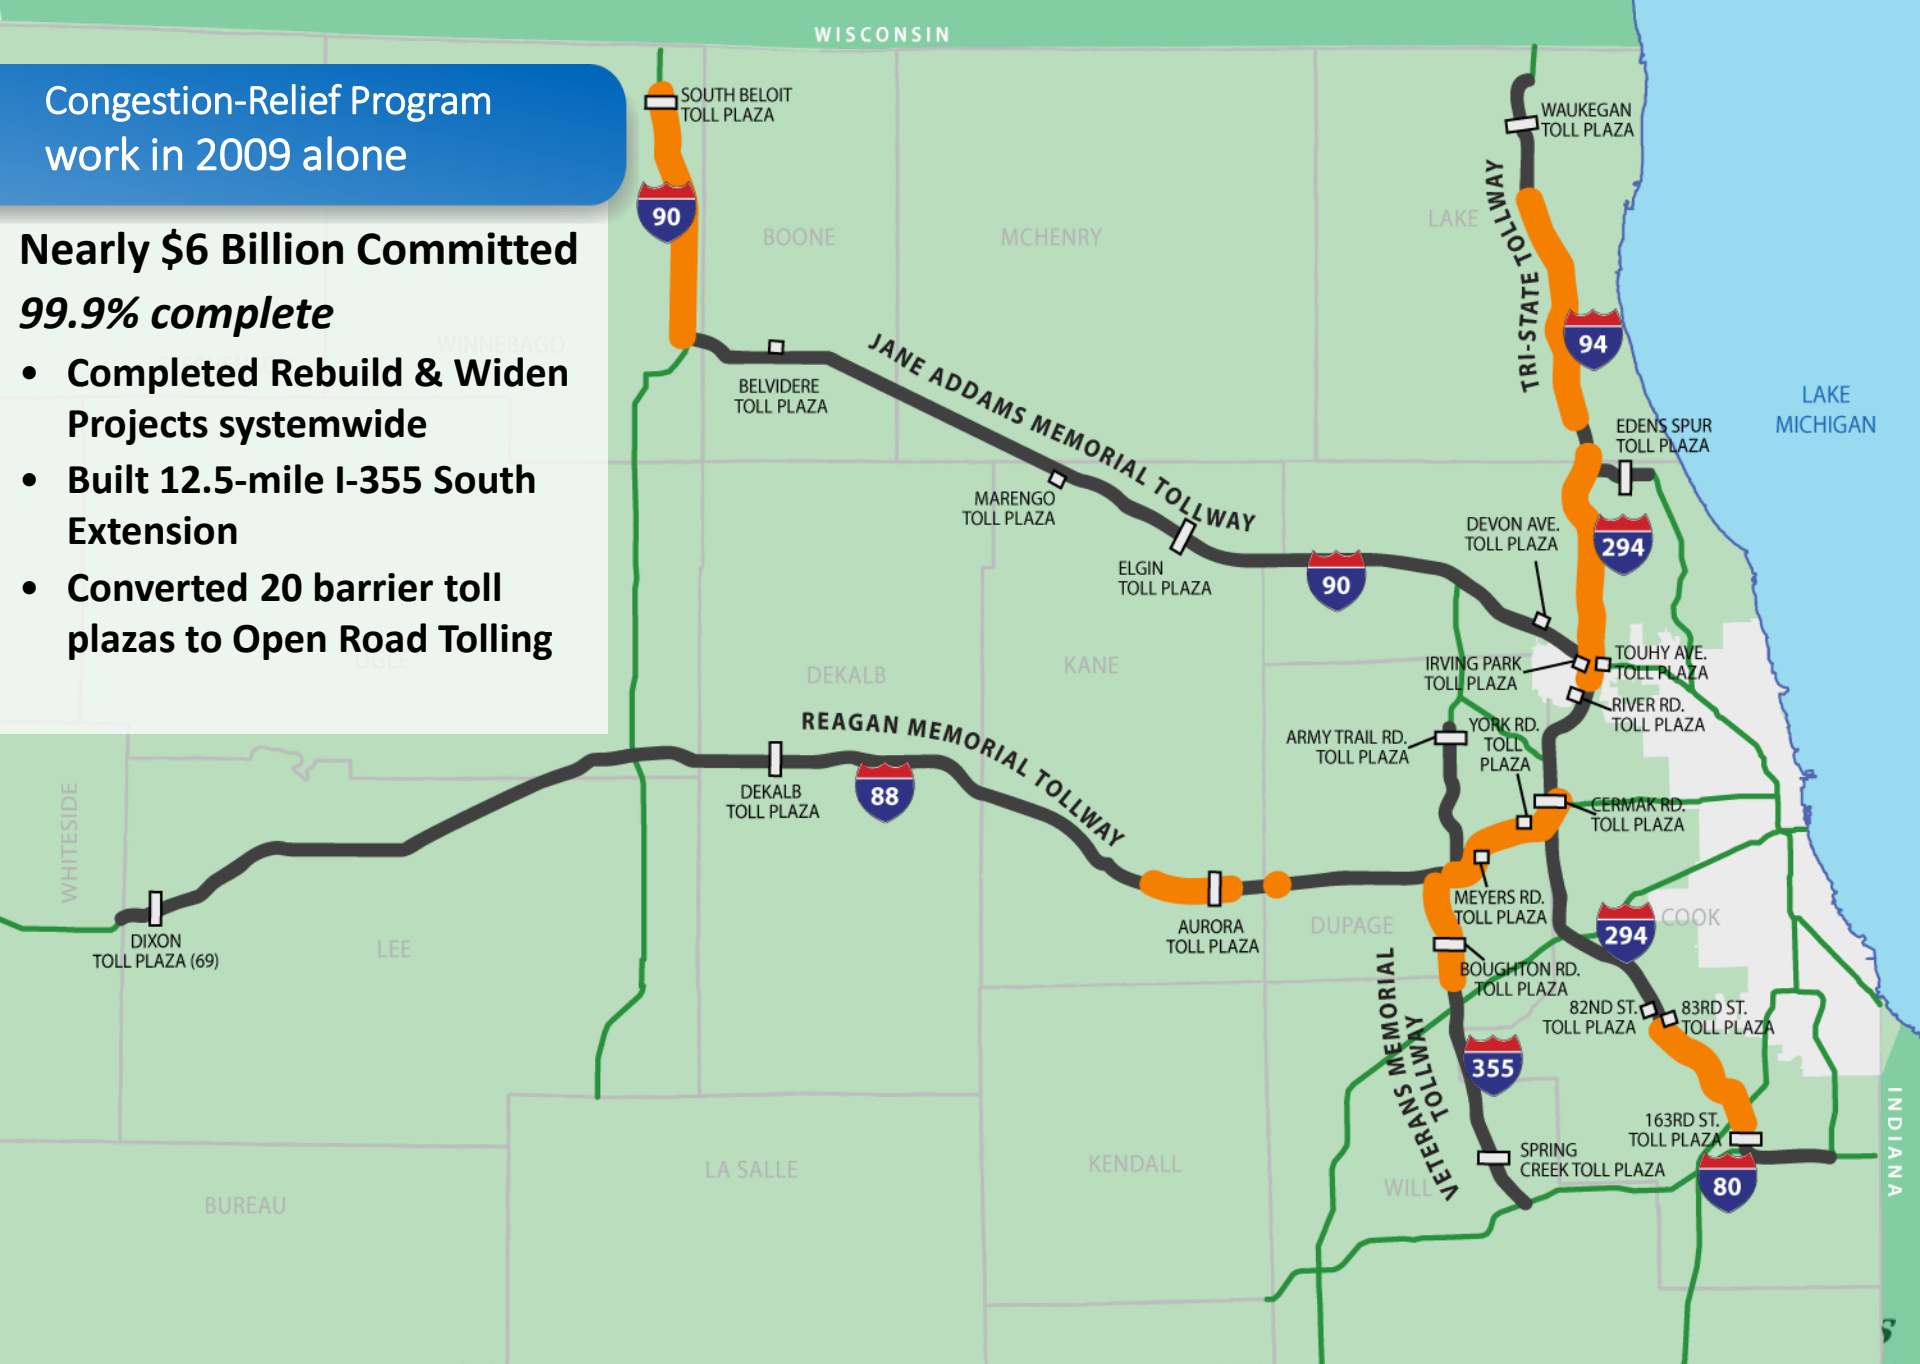 WISCONSIN
Congestion-Relief Program
work in 2009 alone
Nearly $6 Billion Committed
99.9% complete
• Completed Rebuild & Widen
Projects systemwide
• Built 12.5-mile I-355 South
Extension
• Converted 20 barrier toll
plazas to Open Road Tolling
SOUTH BELOIT
TOLL PLAZA
90
BOONE
MCHENRY
LAKE
WINNEBAGO
OGLE
WAUKEGAN
TOLL PLAZA
TRI-STATE TOLLWAY
94
LAKE
MICHIGAN
BELVIDERE
TOLL PLAZA
JANE ADDAMS MEMORIAL TOLLWAY
EDENS SPUR
TOLL PLAZA
MARENGO
TOLL PLAZA
ELGIN
TOLL PLAZA
90
DEVON AVE.
TOLL PLAZA
294
DEKALB
KANE
IRVING PARK
TOLL PLAZA
TOUHY AVE.
TOLL PLAZA
RIVER RD.
TOLL PLAZA
REAGAN MEMORIAL TOLLWAY
ARMY TRAIL RD.
TOLL PLAZA
YORK RD.
TOLL
PLAZA
CERMAK RD.
TOLL PLAZA
WHITESIDE
DEKALB
TOLL PLAZA
88
MEYERS RD.
TOLL PLAZA
AURORA
TOLL PLAZA
DUPAGE
COOK
294
DIXON
TOLL PLAZA (69)
LEE
BOUGHTON RD.
TOLL PLAZA
82ND ST.
TOLL PLAZA
83RD ST.
TOLL PLAZA
VETERANS MEMORIAL
TOLLWAY
355
163RD ST.
TOLL PLAZA
SPRING
CREEK TOLL PLAZA
80
INDIANA
BUREAU
LA SALLE
KENDALL
WILL
S